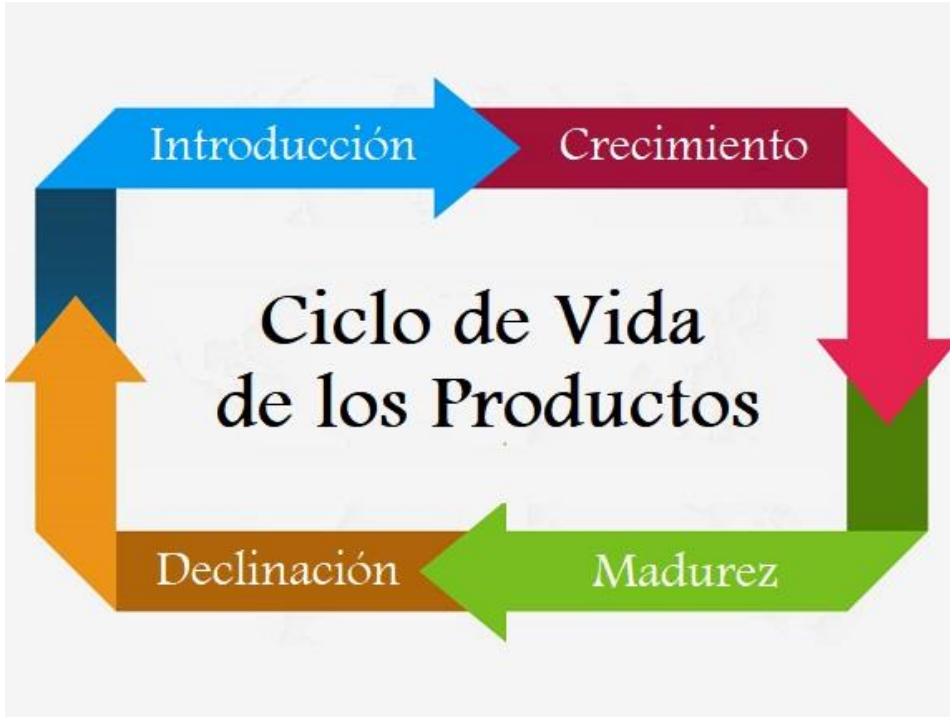 Introducción
Crecimiento
Ciclo de Vida
de los Productos
Declinación
Madurez